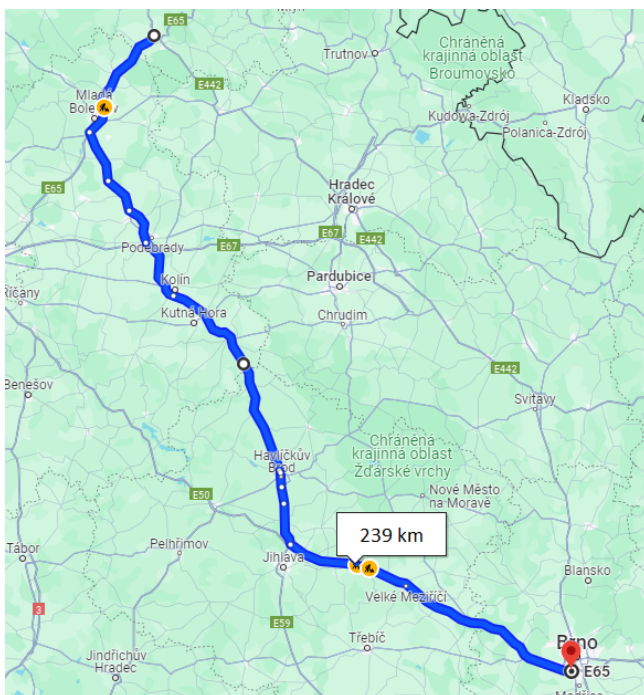 E65
Mlýn
Trutnov
Chráněná
krajinná oblast
Broumovsko
E442
Mladá
Kladsko
Kudowa-Zdrój
Polanica-Zdrój
E65
Hradec
Králové
Poděbrady
E67
E67
E442
Kolín
Pardubice
Říčany
Kutná Hora
Chrudim
E442
Benešov
Svitavy
Chráněná
krajinná oblast
Žďárské vrchy
Havlíčkův
Brod
E50
Nové Město
na Moravě
239 km
Tábor
Pelhřimov
Jihlava
Blansko
Velké Meziříčí
3
E59
Třebíč
Brno
Jindřichův
Hradec
E65